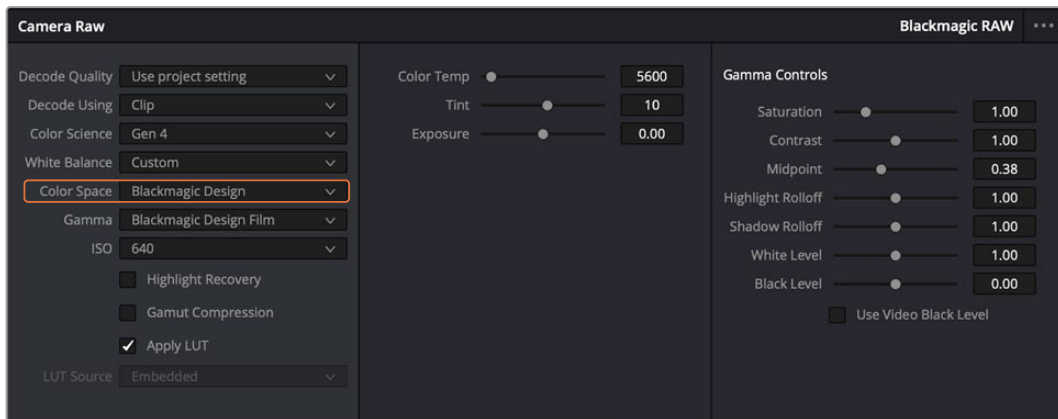 Camera Raw
Blackmagic RAW
Decode Quality Use project setting
Decode Using Clip
Color Science Gen 4
White Balance Custom
Color Space Blackmagic Design
Gamma Blackmagic Design Film
ISO 640
Highlight Recovery
Gamut Compression
Apply LUT
LUT Source Embedded
Color Temp 5600
Tint 10
Exposure 0.00
Gamma Controls
Saturation 1.00
Contrast 1.00
Midpoint 0.38
Highlight Rolloff 1.00
Shadow Rolloff 1.00
White Level 1.00
Black Level 0.00
Use Video Black Level